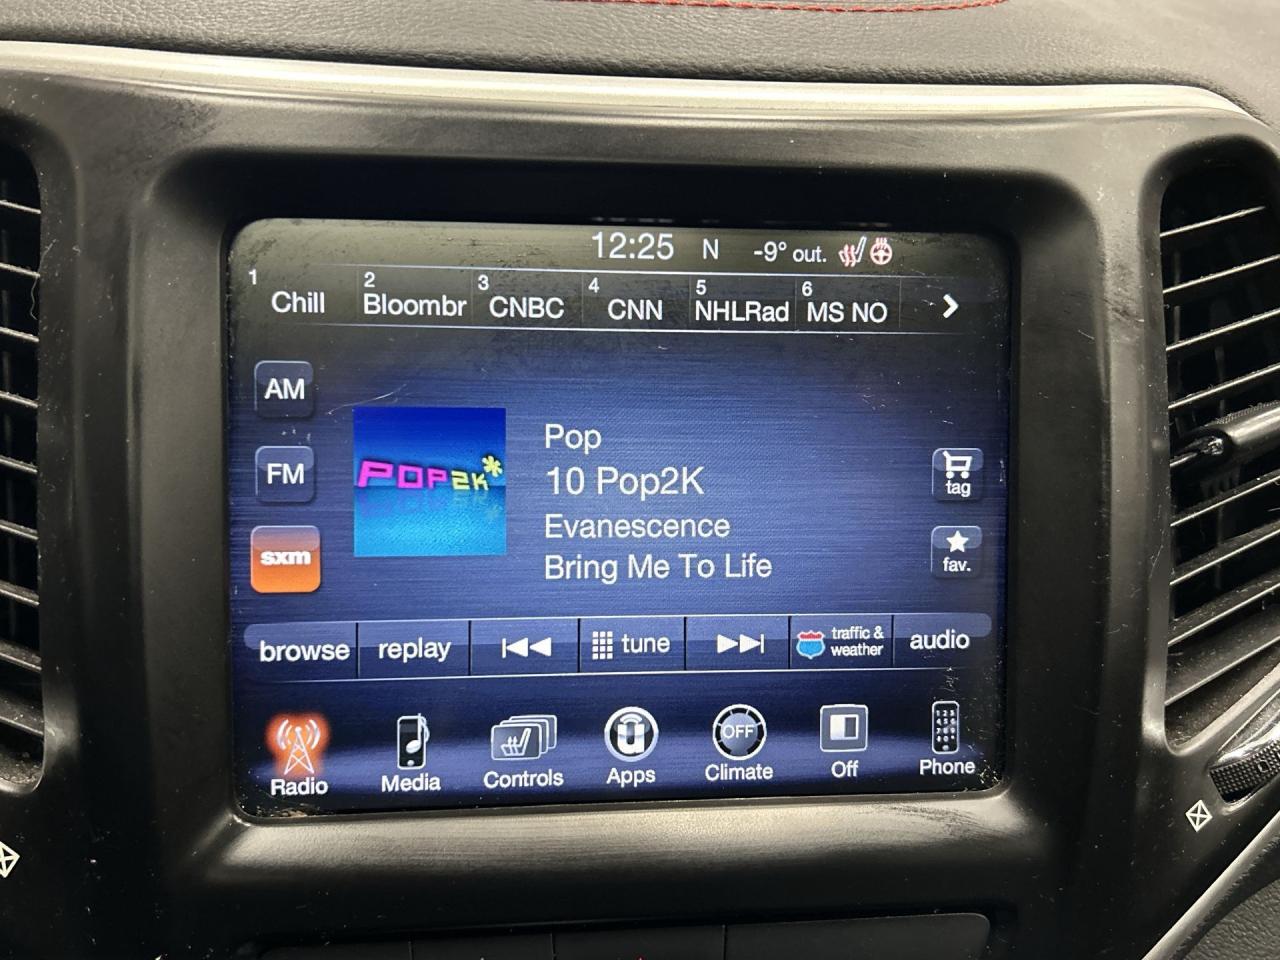 12:25 N -9° out.
1 Chill 2 Bloombr 3 CNBC 4 CNN 5 NHLRad 6 MS NO
AM
FM
sxm
POP2K*
Pop
10 Pop2K
Evanescence
Bring Me To Life
tag
fav.
browse replay tune traffic & weather audio
OFF
Radio Media Controls Apps Climate Off Phone